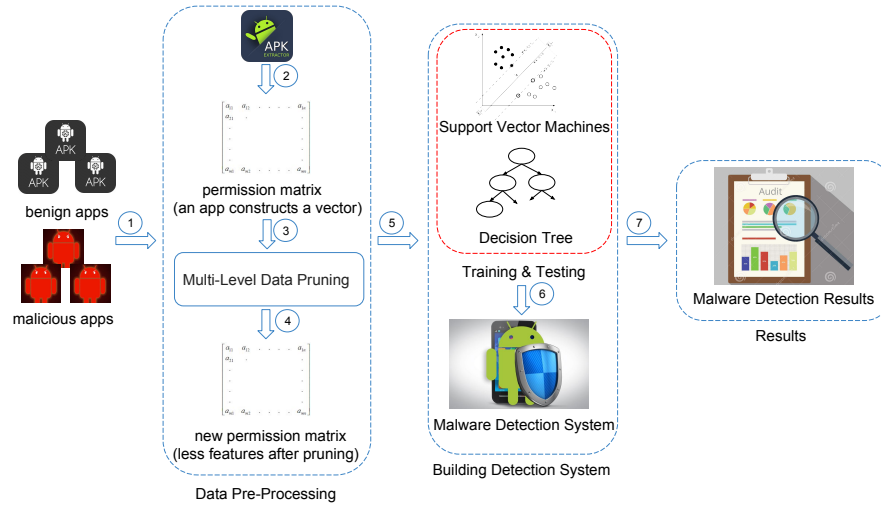 APK
EXTRACTOR
2
permission matrix
(an app constructs a vector)
3
Multi-Level Data Pruning
4
new permission matrix
(less features after pruning)
Data Pre-Processing
APK
APK
APK
benign apps
malicious apps
1
5
Support Vector Machines
Decision Tree
Training & Testing
6
Malware Detection System
Building Detection System
7
Audit
Malware Detection Results
Results